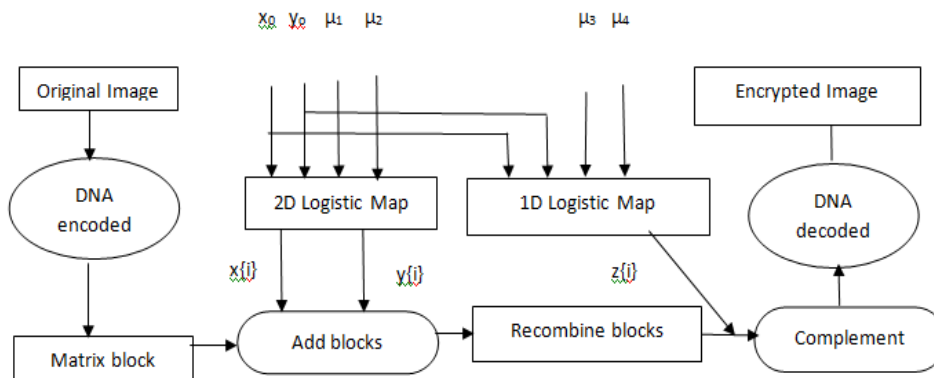 x₀ y₀ µ₁ µ₂ µ₃ µ₄
Original Image
Encrypted Image
DNA
encoded
2D Logistic Map
1D Logistic Map
DNA
decoded
x{i}
y{i}
z{i}
Matrix block
Add blocks
Recombine blocks
Complement